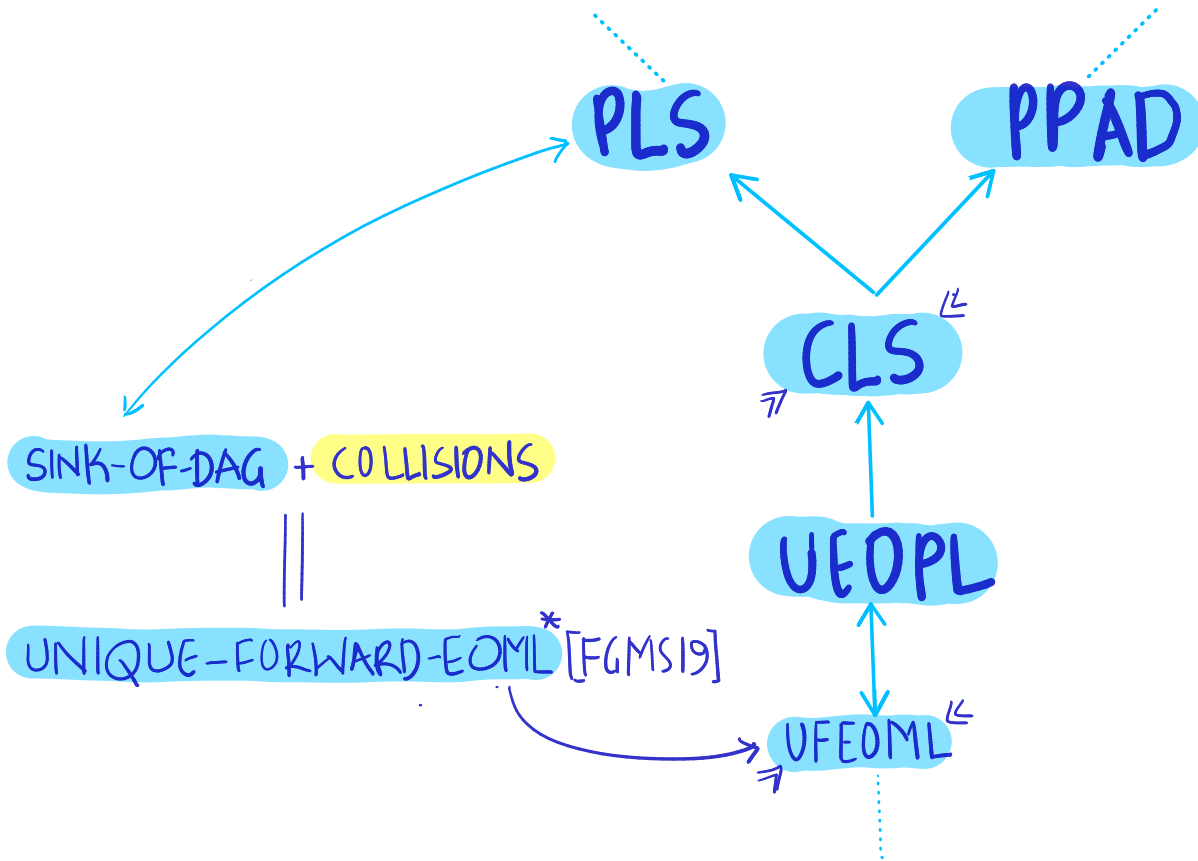 PLS
PPAD
CLS
SINK-OF-DAG + COLLISIONS
UEOPL
UNIQUE-FORWARD-EOML* [FGMS19]
UFEOML